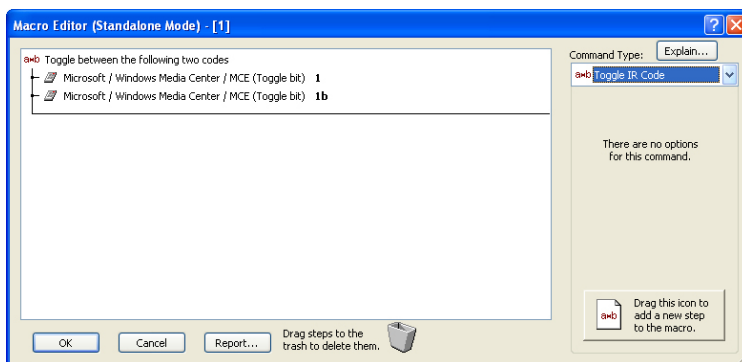 Macro Editor (Standalone Mode) - [1]
a↔b Toggle between the following two codes
Microsoft / Windows Media Center / MCE (Toggle bit) 1
Microsoft / Windows Media Center / MCE (Toggle bit) 1b
Command Type: Explain...
a↔b Toggle IR Code
There are no options
for this command.
Drag this icon to
add a new step
to the macro.
a↔b
OK Cancel Report...
Drag steps to the
trash to delete them.